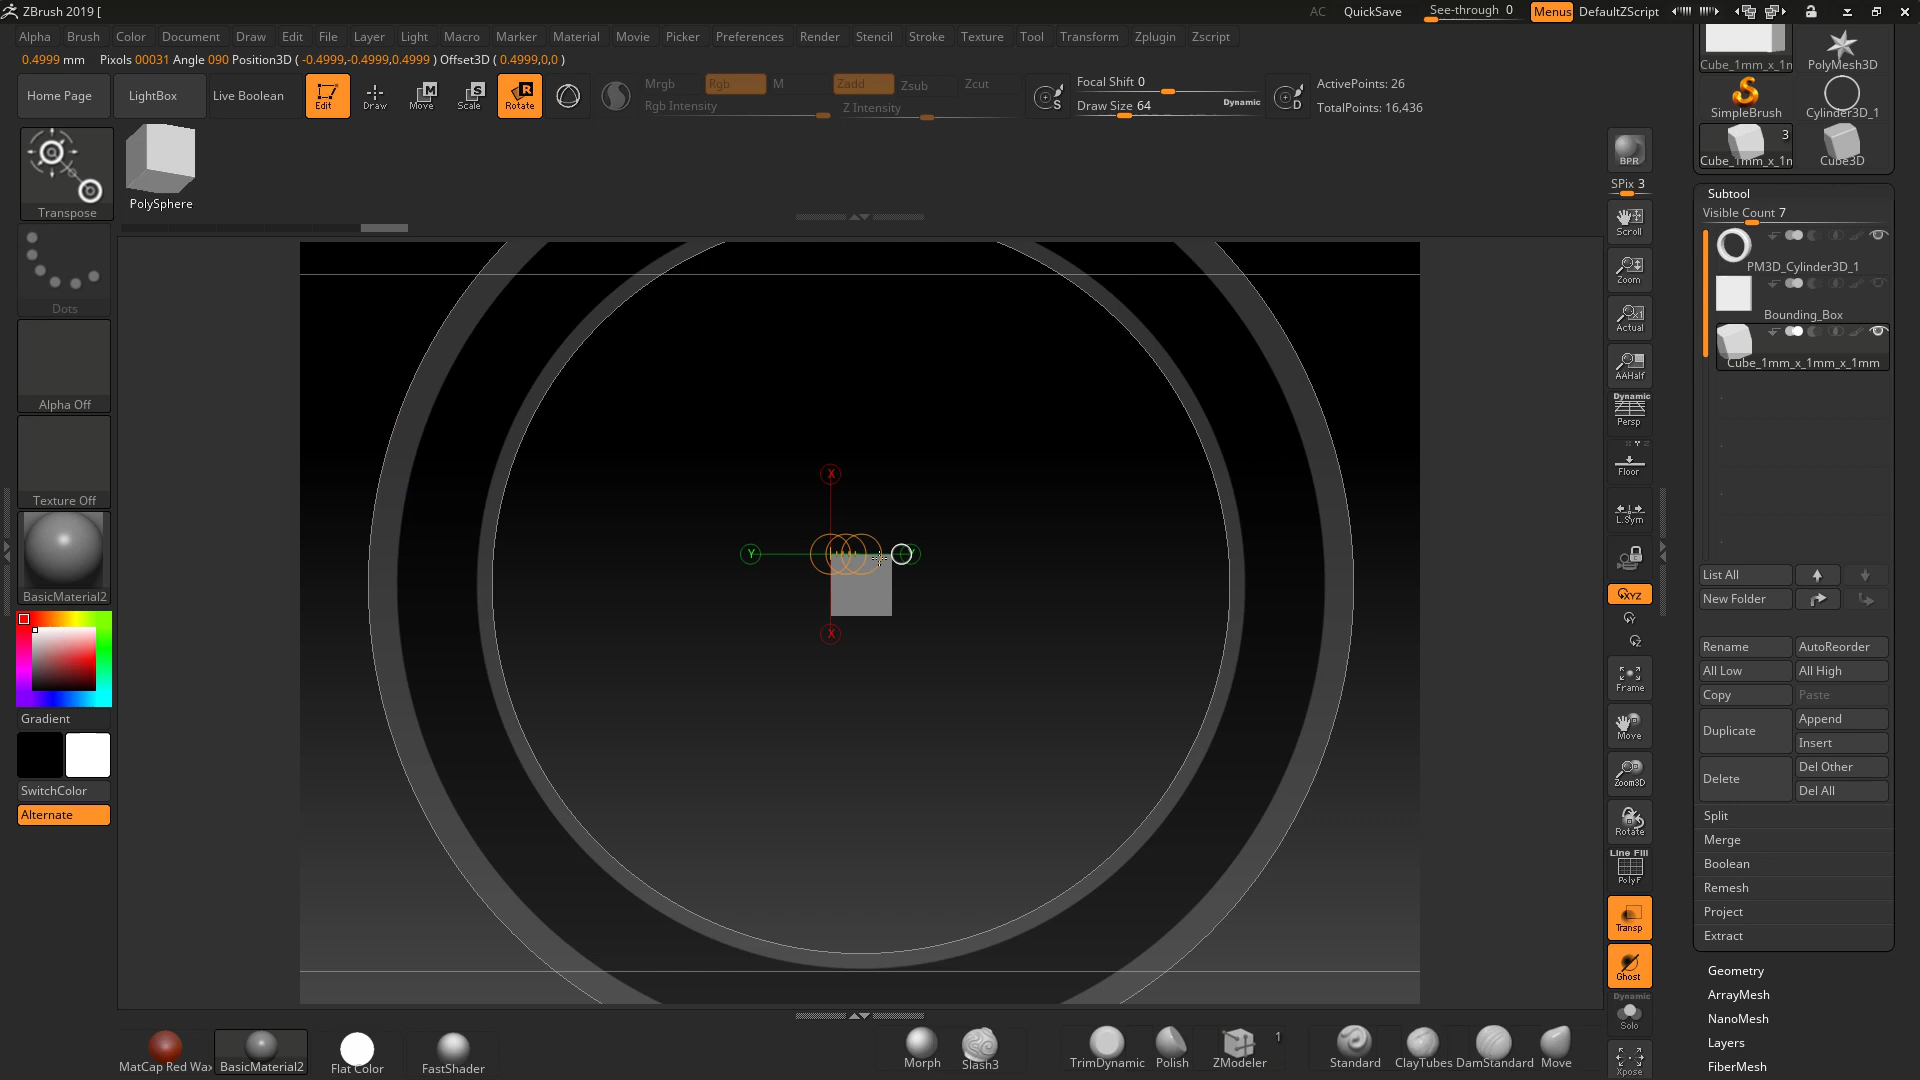 ZBrush 2019 [
AC QuickSave See-through 0 Menus DefaultZScript
Alpha Brush Color Document Draw Edit File Layer Light Macro Marker Material Movie Picker Preferences Render Stencil Stroke Texture Tool Transform Zplugin Zscript
0.4999 mm Pixols 00031 Angle 090 Position3D ( -0.4999,-0.4999,0.4999 ) Offset3D ( 0.4999,0,0 )
Home Page LightBox Live Boolean Edit Draw Move Scale Rotate
M S R
Mrgb Rgb M Zadd Zsub Zcut
Rgb Intensity Z Intensity
S Focal Shift 0
Draw Size 64 Dynamic
D ActivePoints: 26
TotalPoints: 16,436
Transpose
PolySphere
Dots
Alpha Off
Texture Off
BasicMaterial2
Gradient
SwitchColor
Alternate
X
Y Y
X
BPR
SPix 3
Scroll
Zoom
Actual
AAHalf
Dynamic
Persp
Floor
L.Sym
XYZ
Y
Z
Frame
Move
Zoom3D
Rotate
Line Fill
PolyF
Transp
Ghost
Dynamic
Solo
Xpose
Cube_1mm_x_1n PolyMesh3D
SimpleBrush Cylinder3D_1
3
Cube_1mm_x_1n Cube3D
Subtool
Visible Count 7
PM3D_Cylinder3D_1
Bounding_Box
Cube_1mm_x_1mm_x_1mm
List All
New Folder
Rename AutoReorder
All Low All High
Copy Paste
Duplicate Append
Insert
Delete Del Other
Del All
Split
Merge
Boolean
Remesh
Project
Extract
Geometry
ArrayMesh
NanoMesh
Layers
FiberMesh
MatCap Red Wax BasicMaterial2 Flat Color FastShader Morph Slash3 TrimDynamic Polish ZModeler 1 Standard ClayTubes DamStandard Move